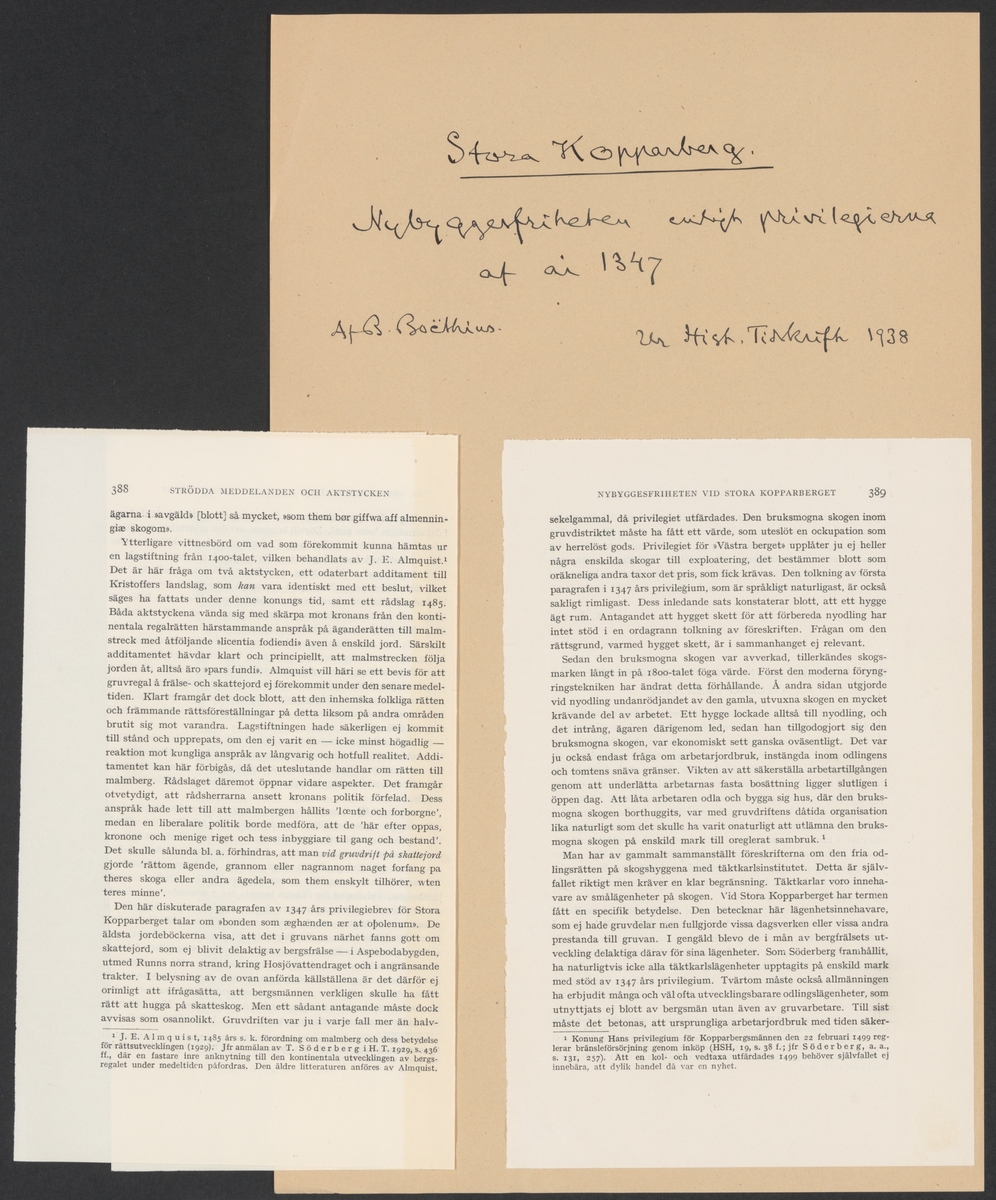 Stora Kopparberg.
Nybyggesfriheten enligt privilegierna
af år 1347
Af B. Boëthius.
Ur Hist. Tidskrift 1938
388 STRÖDDA MEDDELANDEN OCH AKTSTYCKEN
ägarna i »avgäld» [blott] så mycket, »som them bør giffwa aff almennin-
giæ skogom».
Ytterligare vittnesbörd om vad som förekommit kunna hämtas ur
en lagstiftning från 1400-talet, vilken behandlats av J. E. Almquist.¹
Det är här fråga om två aktstycken, ett odaterbart additament till
Kristoffers landslag, som kan vara identiskt med ett beslut, vilket
säges ha fattats under denne konungs tid, samt ett rådslag 1485.
Båda aktstyckena vända sig med skärpa mot kronans från den konti-
nentala regalrätten härstammande anspråk på äganderätten till malm-
streck med åtföljande »licentia fodiendi» även å enskild jord. Särskilt
additamentet hävdar klart och principiellt, att malmstrecken följa
jorden åt, alltså äro »pars fundi». Almquist vill häri se ett bevis för att
gruvregal å frälse- och skattejord ej förekommit under den senare medel-
tiden. Klart framgår det dock blott, att den inhemska folkliga rätten
och främmande rättsföreställningar på detta liksom på andra områden
brutit sig mot varandra. Lagstiftningen hade säkerligen ej kommit
till stånd och upprepats, om den ej varit en — icke minst högadlig —
reaktion mot kungliga anspråk av långvarig och hotfull realitet. Addi-
tamentet kan här förbigås, då det uteslutande handlar om rätten till
malmberg. Rådslaget däremot öppnar vidare aspekter. Det framgår
otvetydigt, att rådsherrarna ansett kronans politik förfelad. Dess
anspråk hade lett till att malmbergen hållits 'lœnte och forborgne',
medan en liberalare politik borde medföra, att de 'här efter oppas,
kronone och menige riget och tess inbyggiare til gang och bestand'.
Det skulle sålunda bl. a. förhindras, att man vid gruvdrift på skattejord
gjorde 'rättom ägende, grannom eller nagrannom naget forfang pa
theres skoga eller andra ägedela, som them enskylt tilhörer, wten
teres minne'.
Den här diskuterade paragrafen av 1347 års privilegiebrev för Stora
Kopparberget talar om »bonden som æghænden ær at oþolenum». De
äldsta jordeböckerna visa, att det i gruvans närhet fanns gott om
skattejord, som ej blivit delaktig av bergsfrälse — i Aspebodabygden,
utmed Runns norra strand, kring Hosjövattendraget och i angränsande
trakter. I belysning av de ovan anförda källställena är det därför ej
orimligt att ifrågasätta, att bergsmännen verkligen skulle ha fått
rätt att hugga på skatteskog. Men ett sådant antagande måste dock
avvisas som osannolikt. Gruvdriften var ju i varje fall mer än halv-
¹ J. E. Almquist, 1485 års s. k. förordning om malmberg och dess betydelse
för rättsutvecklingen (1929). Jfr anmälan av T. Söderberg i H. T. 1929, s. 436
ff., där en fastare inre anknytning till den kontinentala utvecklingen av bergs-
regalet under medeltiden påfordras. Den äldre litteraturen anföres av Almquist.
NYBYGGESFRIHETEN VID STORA KOPPARBERGET 389
sekelgammal, då privilegiet utfärdades. Den bruksmogna skogen inom
gruvdistriktet måste ha fått ett värde, som uteslöt en ockupation som
av herrelöst gods. Privilegiet för »Västra berget» upplåter ju ej heller
några enskilda skogar till exploatering, det bestämmer blott som
oräkneliga andra taxor det pris, som fick krävas. Den tolkning av första
paragrafen i 1347 års privilegium, som är språkligt naturligast, är också
sakligt rimligast. Dess inledande sats konstaterar blott, att ett hygge
ägt rum. Antagandet att hygget skett för att förbereda nyodling har
intet stöd i en ordagrann tolkning av föreskriften. Frågan om den
rättsgrund, varmed hygget skett, är i sammanhanget ej relevant.
Sedan den bruksmogna skogen var avverkad, tillerkändes skogs-
marken långt in på 1800-talet föga värde. Först den moderna föryng-
ringstekniken har ändrat detta förhållande. Å andra sidan utgjorde
vid nyodling undanrödjandet av den gamla, utvuxna skogen en mycket
krävande del av arbetet. Ett hygge lockade alltså till nyodling, och
det intrång, ägaren därigenom led, sedan han tillgodogjort sig den
bruksmogna skogen, var ekonomiskt sett ganska oväsentligt. Det var
ju också endast fråga om arbetarjordbruk, instängda inom odlingens
och tomtens snäva gränser. Vikten av att säkerställa arbetartillgången
genom att underlätta arbetarnas fasta bosättning ligger slutligen i
öppen dag. Att låta arbetaren odla och bygga sig hus, där den bruks-
mogna skogen borthuggits, var med gruvdriftens dåtida organisation
lika naturligt som det skulle ha varit onaturligt att utlämna den bruks-
mogna skogen på enskild mark till oreglerat sambruk. ¹
Man har av gammalt sammanställt föreskrifterna om den fria od-
lingsrätten på skogshyggena med täktkarlsinstitutet. Detta är själv-
fallet riktigt men kräver en klar begränsning. Täktkarlar voro inneha-
vare av smålägenheter på skogen. Vid Stora Kopparberget har termen
fått en specifik betydelse. Den betecknar här lägenhetsinnehavare,
som ej hade gruvdelar men fullgjorde vissa dagsverken eller vissa andra
prestanda till gruvan. I gengäld blevo de i mån av bergfrälsets ut-
veckling delaktiga därav för sina lägenheter. Som Söderberg framhållit,
ha naturligtvis icke alla täktkarlslägenheter upptagits på enskild mark
med stöd av 1347 års privilegium. Tvärtom måste också allmänningen
ha erbjudit många och väl ofta utvecklingsbarare odlingslägenheter, som
utnyttjats ej blott av bergsmän utan även av gruvarbetare. Till sist
måste det betonas, att ursprungliga arbetarjordbruk med tiden säker-
¹ Konung Hans privilegium för Kopparbergsmännen den 22 februari 1499 reg-
lerar bränsleförsörjning genom inköp (HSH, 19, s. 38 f.; jfr Söderberg, a. a.,
s. 131, 257). Att en kol- och vedtaxa utfärdades 1499 behöver självfallet ej
innebära, att dylik handel då var en nyhet.